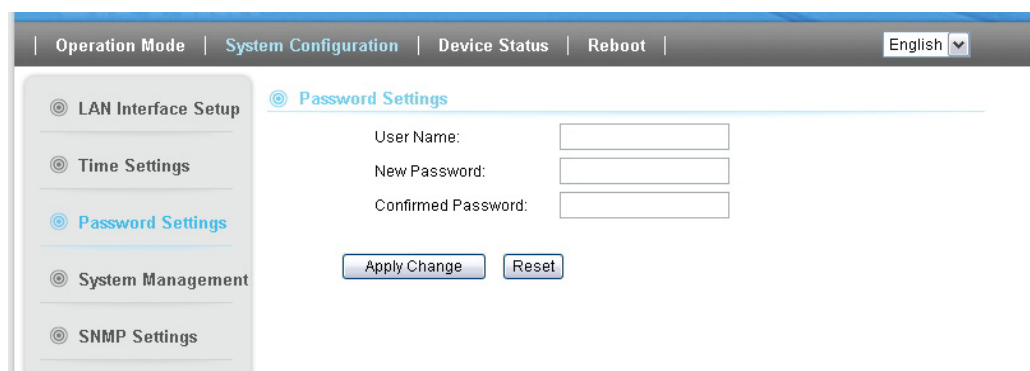 | Operation Mode | System Configuration | Device Status | Reboot | English
LAN Interface Setup
Time Settings
Password Settings
System Management
SNMP Settings
Password Settings
User Name:
New Password:
Confirmed Password:
Apply Change Reset